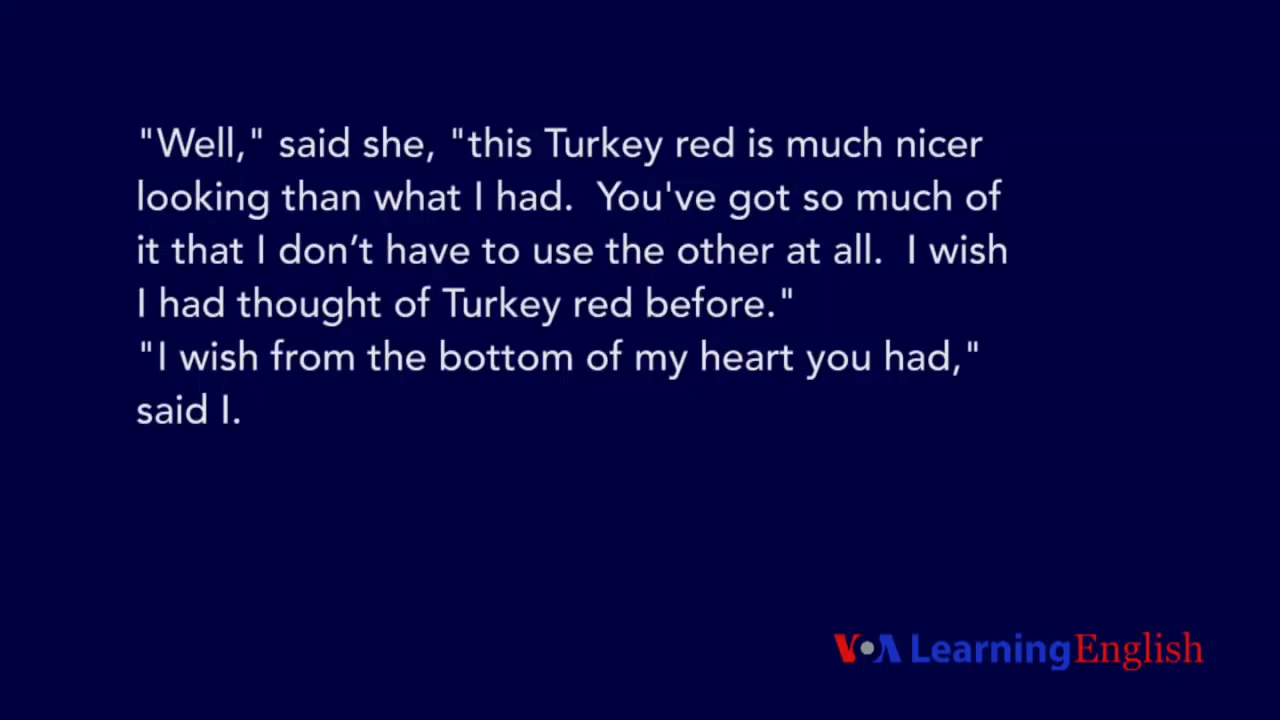 "Well," said she, "this Turkey red is much nicer
looking than what I had.  You've got so much of
it that I don’t have to use the other at all.  I wish
I had thought of Turkey red before."
"I wish from the bottom of my heart you had,"
said I.
VOA Learning English